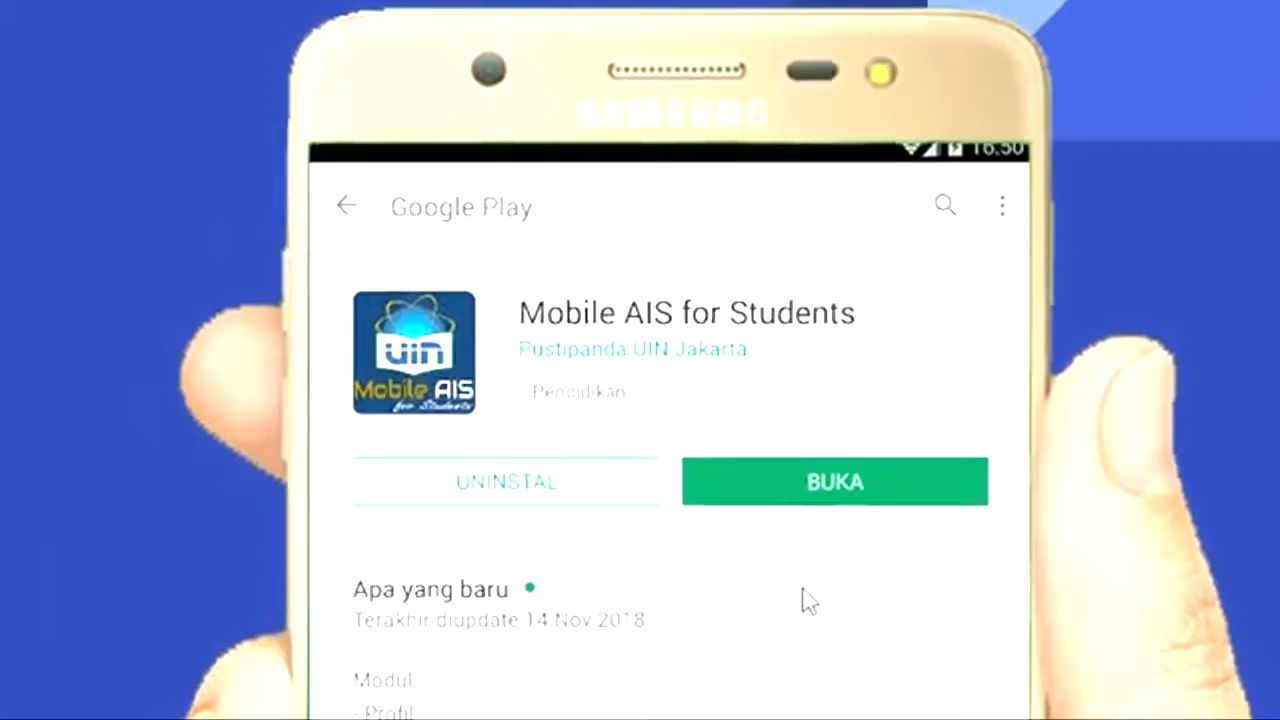 SAMSUNG
16.50
Google Play
uin
Mobile AIS
for Students
Mobile AIS for Students
Pustipanda UIN Jakarta
Pendidikan
UNINSTAL
BUKA
Apa yang baru
Terakhir diupdate 14 Nov 2018
Modul
- Profil